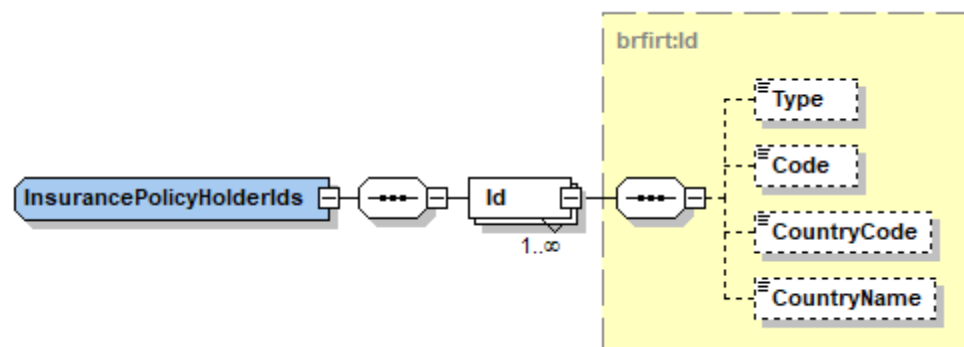 brfirt:Id
Type
Code
InsurancePolicyHolderIds
Id
CountryCode
1..∞
CountryName